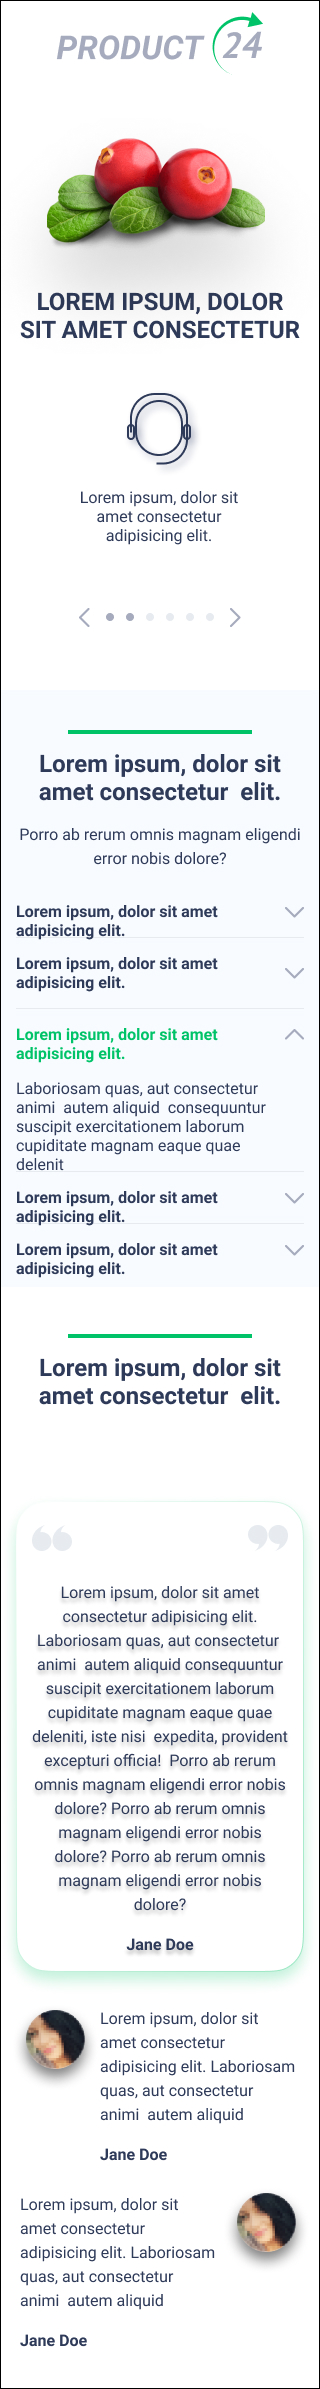 PRODUCT 24
LOREM IPSUM, DOLOR
SIT AMET CONSECTETUR
Lorem ipsum, dolor sit
amet consectetur
adipisicing elit.
Lorem ipsum, dolor sit
amet consectetur  elit.
Porro ab rerum omnis magnam eligendi
error nobis dolore?
Lorem ipsum, dolor sit amet
adipisicing elit.
Lorem ipsum, dolor sit amet
adipisicing elit.
Lorem ipsum, dolor sit amet
adipisicing elit.
Laboriosam quas, aut consectetur
animi  autem aliquid  consequuntur
suscipit exercitationem laborum
cupiditate magnam eaque quae
delenit
Lorem ipsum, dolor sit amet
adipisicing elit.
Lorem ipsum, dolor sit amet
adipisicing elit.
Lorem ipsum, dolor sit
amet consectetur  elit.
“
”
Lorem ipsum, dolor sit amet
consectetur adipisicing elit.
Laboriosam quas, aut consectetur
animi  autem aliquid consequuntur
suscipit exercitationem laborum
cupiditate magnam eaque quae
deleniti, iste nisi  expedita, provident
excepturi officia!  Porro ab rerum
omnis magnam eligendi error nobis
dolore? Porro ab rerum omnis
magnam eligendi error nobis
dolore? Porro ab rerum omnis
magnam eligendi error nobis
dolore?
Jane Doe
Lorem ipsum, dolor sit
amet consectetur
adipisicing elit. Laboriosam
quas, aut consectetur
animi  autem aliquid
Jane Doe
Lorem ipsum, dolor sit
amet consectetur
adipisicing elit. Laboriosam
quas, aut consectetur
animi  autem aliquid
Jane Doe